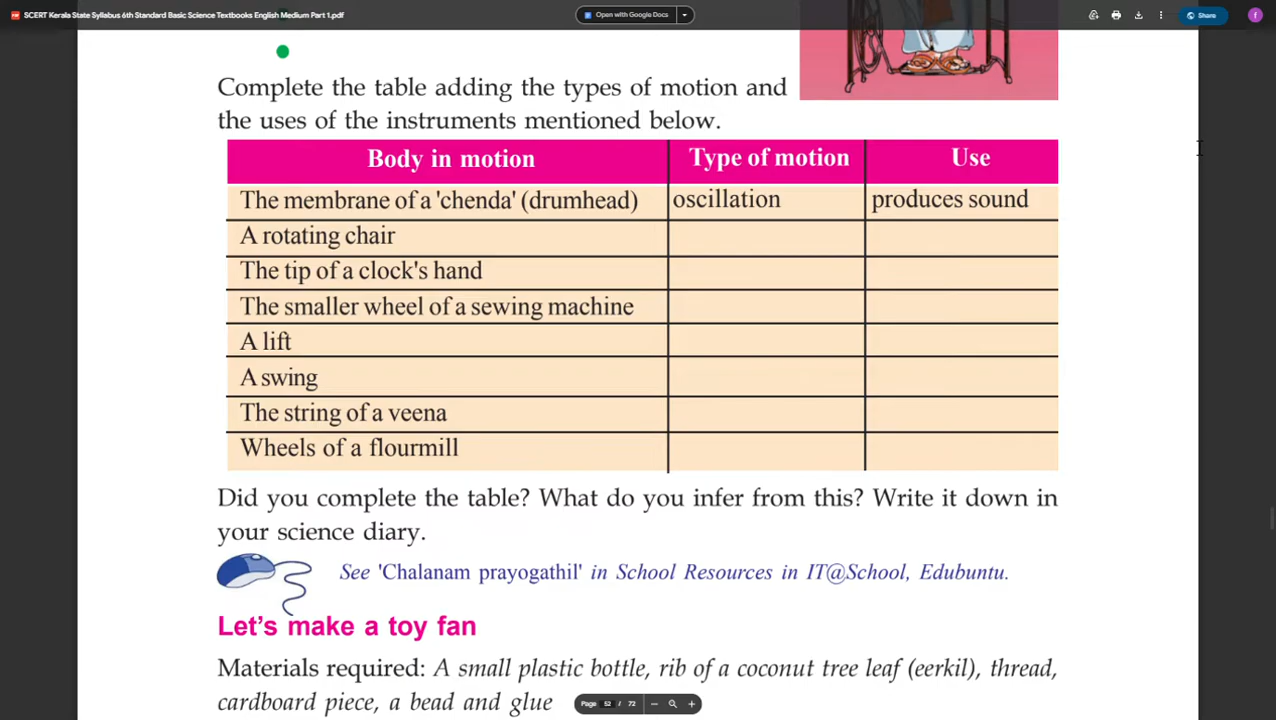 SCERT Kerala State Syllabus 6th Standard Basic Science Textbooks English Medium Part 1.pdf
Open with Google Docs
Share
f
Complete the table adding the types of motion and
the uses of the instruments mentioned below.
Body in motion Type of motion Use
The membrane of a 'chenda' (drumhead) oscillation produces sound
A rotating chair
The tip of a clock's hand
The smaller wheel of a sewing machine
A lift
A swing
The string of a veena
Wheels of a flourmill
Did you complete the table? What do you infer from this? Write it down in
your science diary.
See 'Chalanam prayogathil' in School Resources in IT@School, Edubuntu.
Let's make a toy fan
Materials required: A small plastic bottle, rib of a coconut tree leaf (eerkil), thread,
cardboard piece, a bead and glue
Page 52 / 72